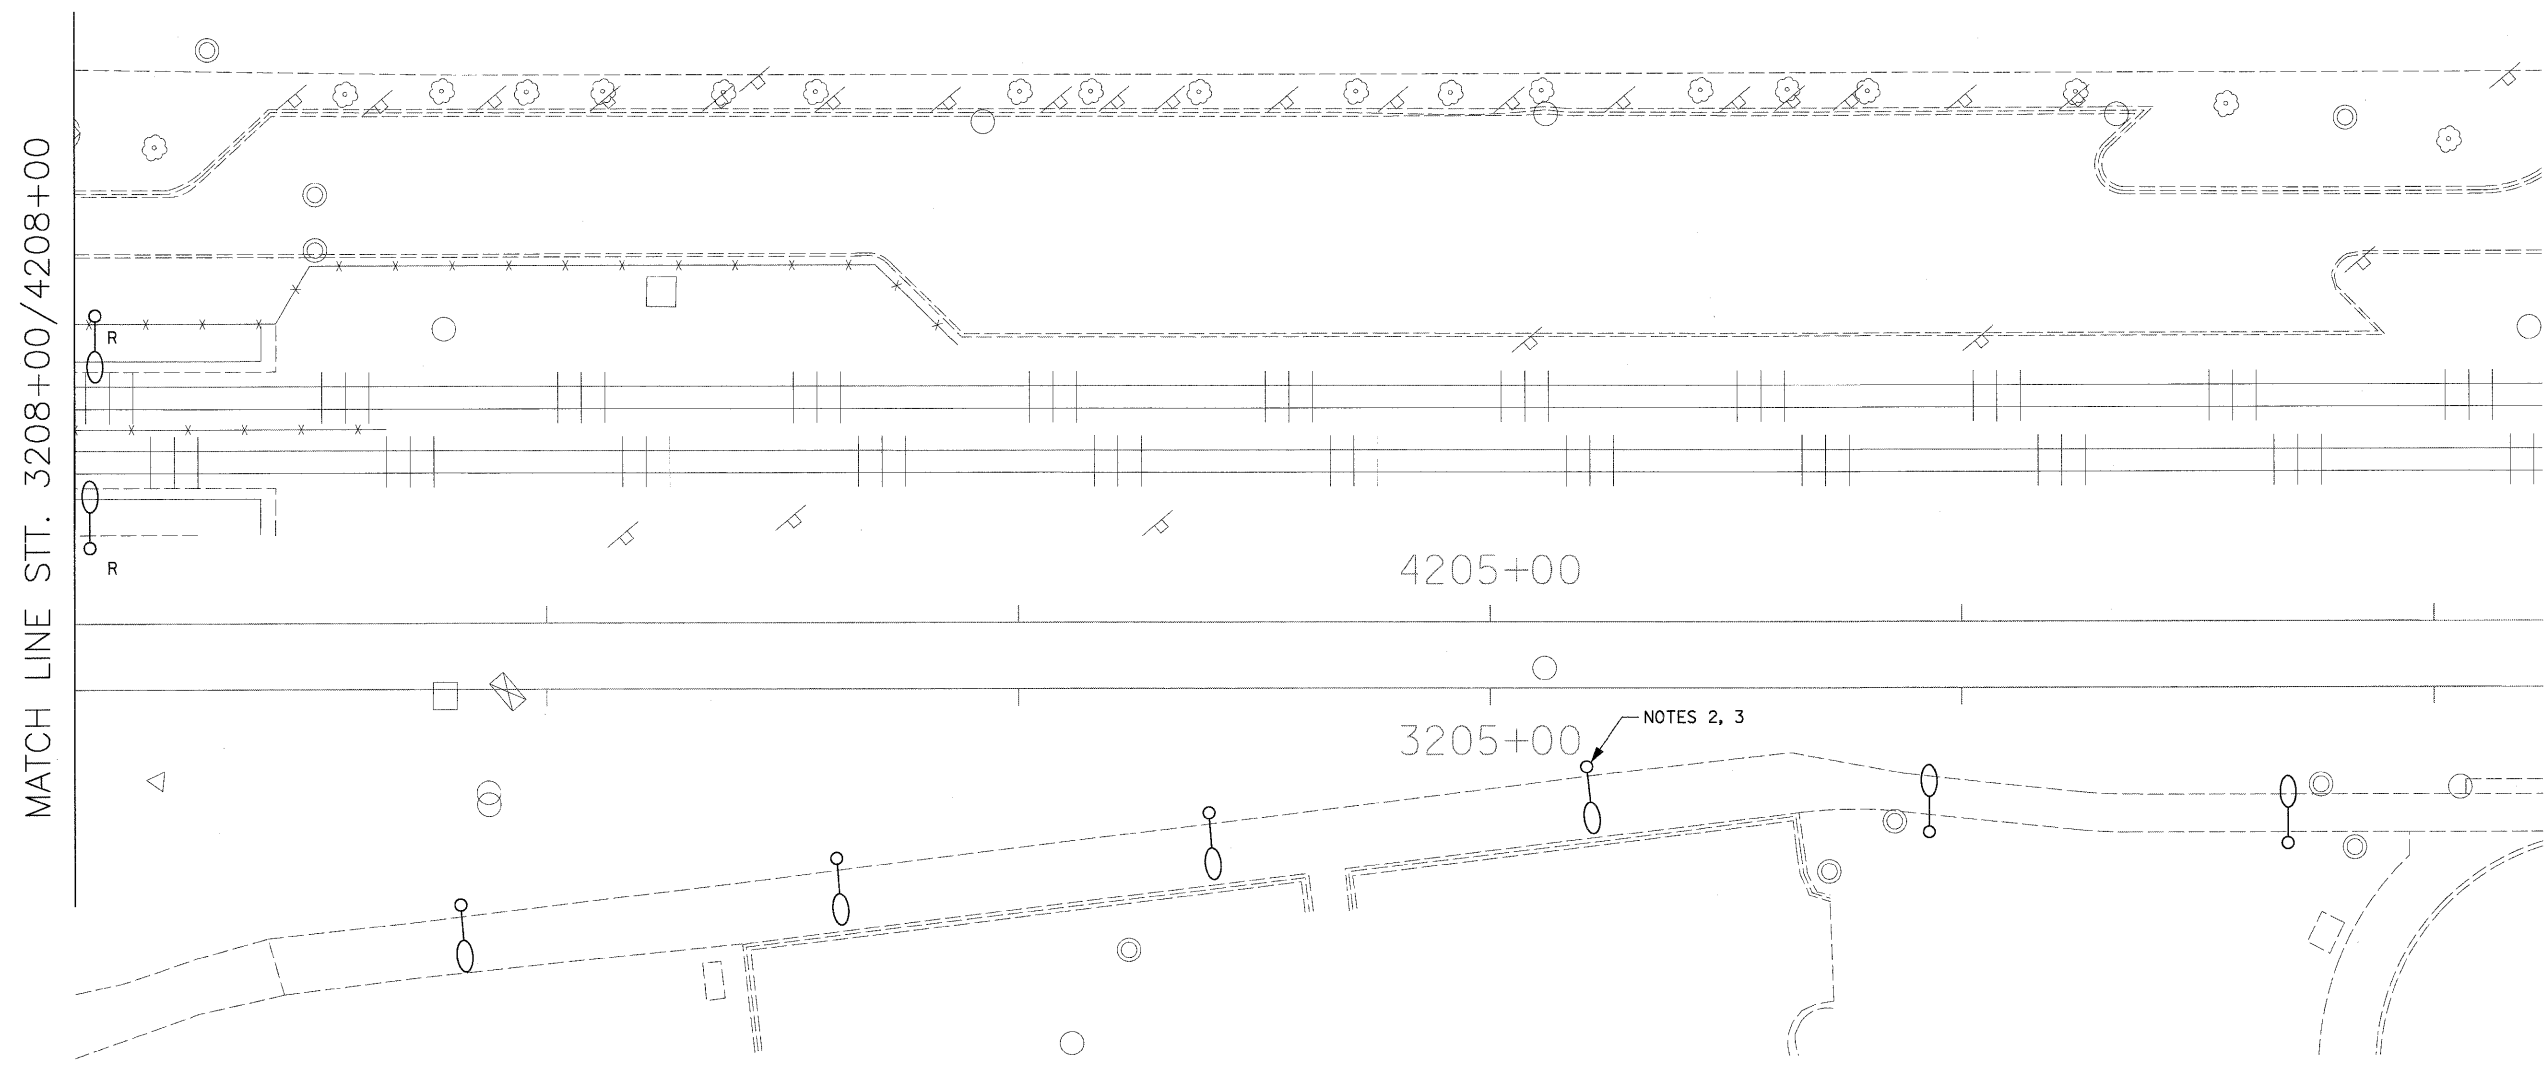 MATCH LINE STT. 3208+00/4208+00
R
R
4205+00
3205+00
NOTES 2, 3